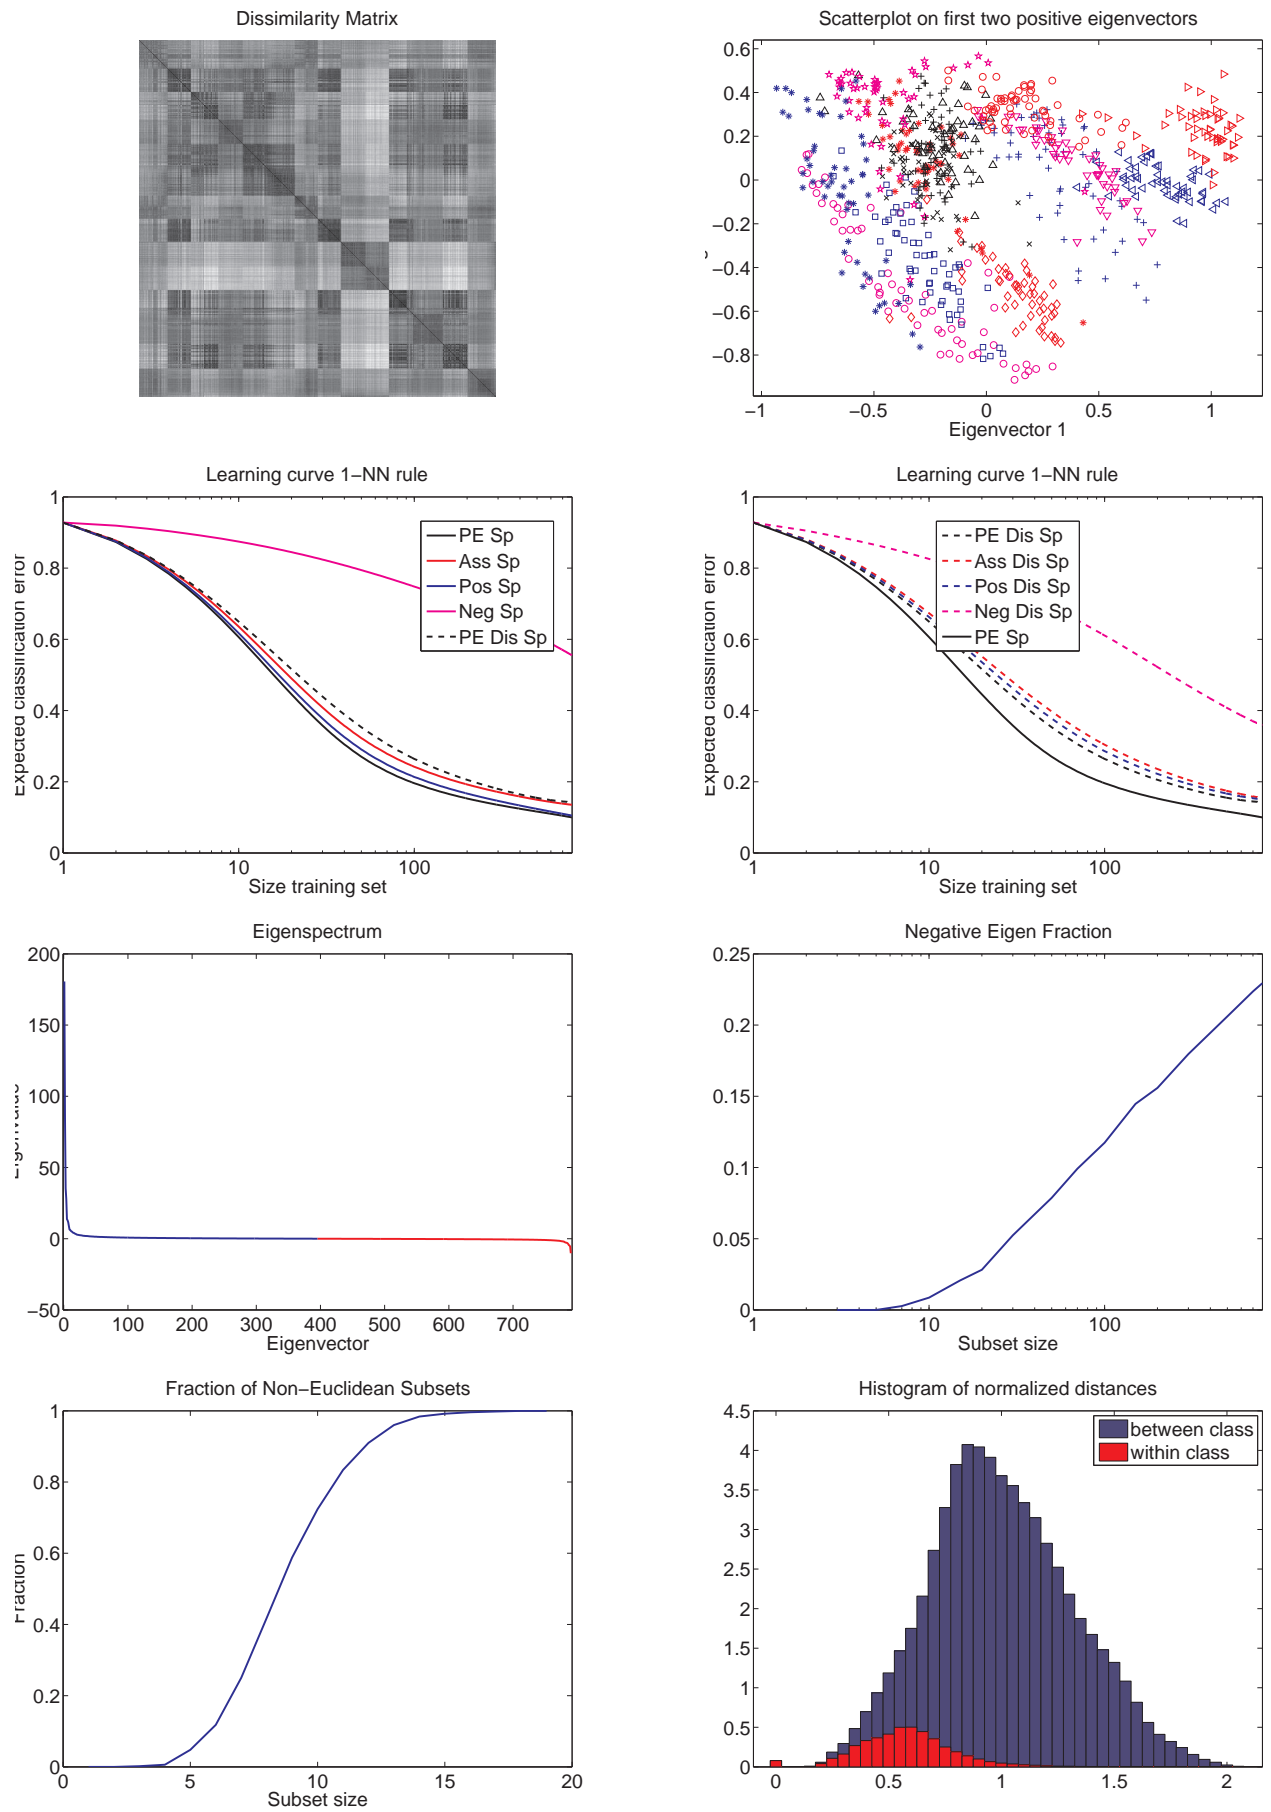 Dissimilarity Matrix
Scatterplot on first two positive eigenvectors
0.6
0.4
0.2
0
−0.2
−0.4
−0.6
−0.8
−1
−0.5
0
0.5
1
Eigenvector 1
Learning curve 1−NN rule
Expected classification error
1
0.8
0.6
0.4
0.2
0
1
10
100
Size training set
PE Sp
Ass Sp
Pos Sp
Neg Sp
PE Dis Sp
Learning curve 1−NN rule
Expected classification error
1
0.8
0.6
0.4
0.2
0
1
10
100
Size training set
PE Dis Sp
Ass Dis Sp
Pos Dis Sp
Neg Dis Sp
PE Sp
Eigenspectrum
Eigenvalue
200
150
100
50
0
−50
0
100
200
300
400
500
600
700
Eigenvector
Negative Eigen Fraction
0.25
0.2
0.15
0.1
0.05
0
1
10
100
Subset size
Fraction of Non−Euclidean Subsets
Fraction
1
0.8
0.6
0.4
0.2
0
0
5
10
15
20
Subset size
Histogram of normalized distances
4.5
4
3.5
3
2.5
2
1.5
1
0.5
0
0
0.5
1
1.5
2
between class
within class